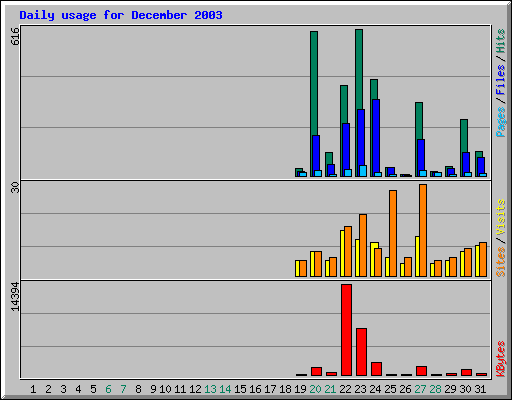 Daily usage for December 2003
616
30
14394
Pages / Files / Hits
Sites / Visits
KBytes
1 2 3 4 5 6 7 8 9 10 11 12 13 14 15 16 17 18 19 20 21 22 23 24 25 26 27 28 29 30 31